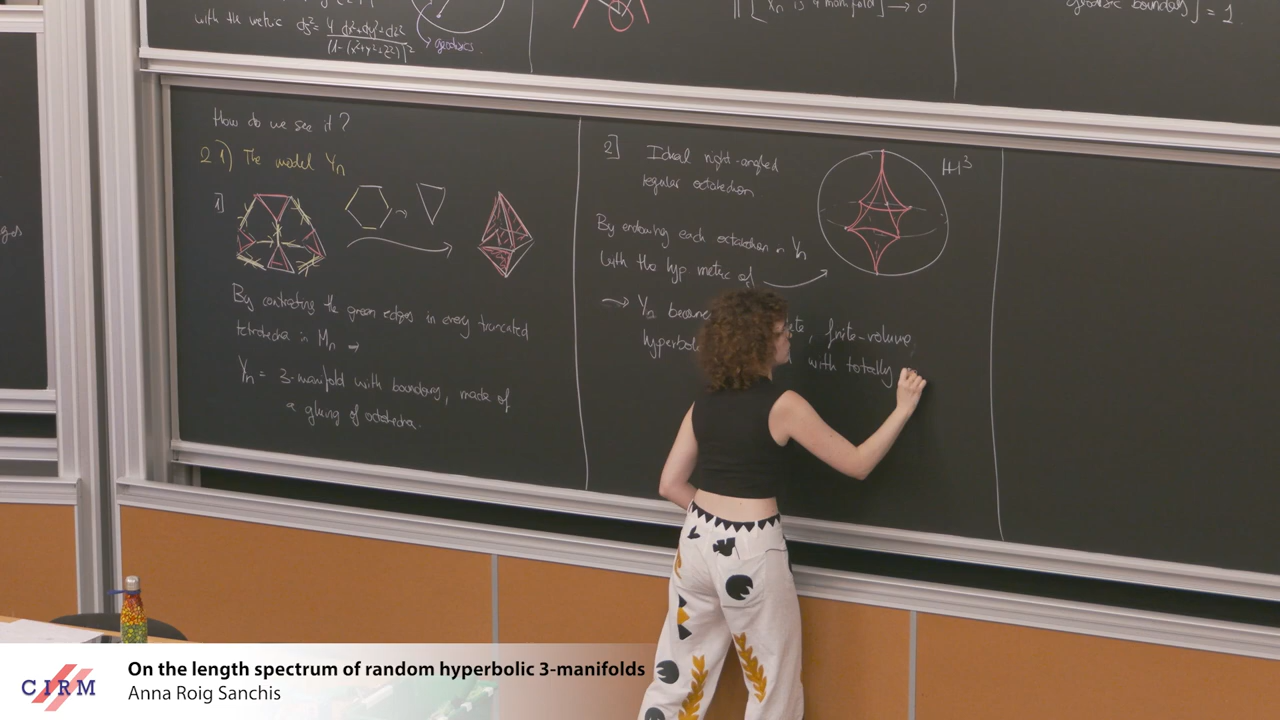 with the metric ds² = 4 dx²+dy²+dz² / (1-(x²+y²+z²))²
geodesics.
Xn is a manifold ] → 0
geodesic boundary ] = 1.
How do we see it?
2.1) The model Yn
1]
By contracting the green edges in every truncated
tetrahedra in Mn →
Yn = 3-manifold with boundary, made of
a gluing of octahedra.
2] Ideal right-angled
regular octahedron
H³
By endowing each octahedron in Yn
with the hyp metric of
→ Yn
finite-volume,
with totally
CIRM
On the length spectrum of random hyperbolic 3-manifolds
Anna Roig Sanchis